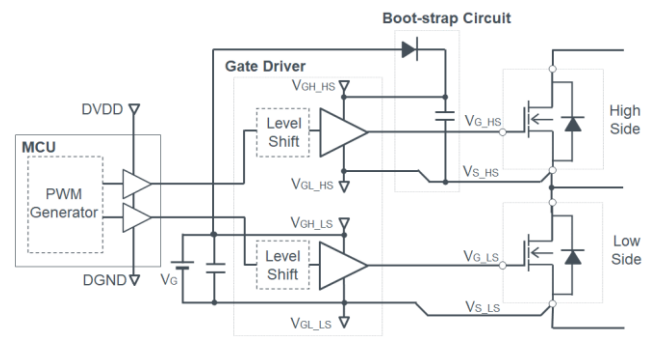 Boot-strap Circuit
Gate Driver
VGH_HS
DVDD
Level
Shift
VG_HS
High
Side
MCU
VGL_HS
VS_HS
PWM
Generator
VGH_LS
Level
Shift
VG_LS
Low
Side
DGND
VG
VS_LS
VGL_LS